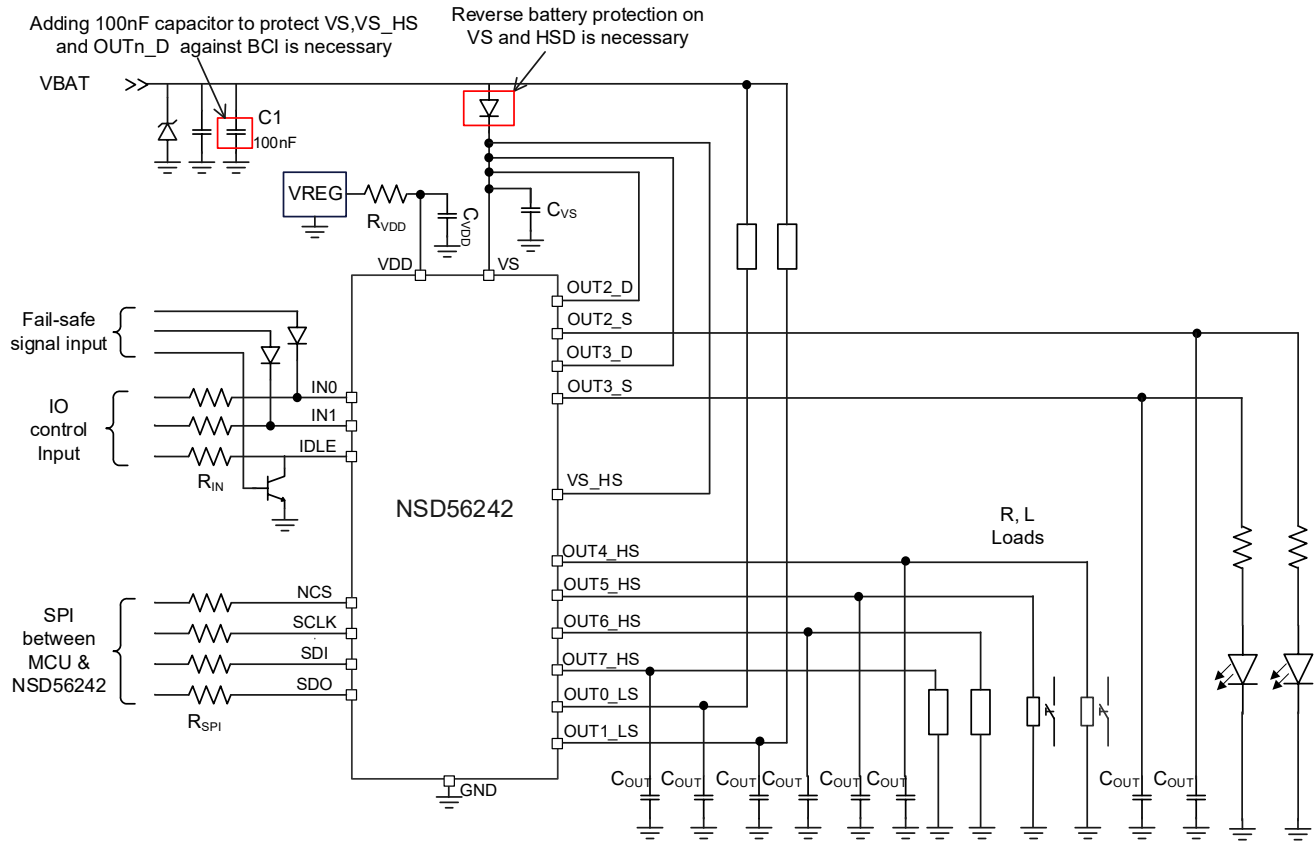 Adding 100nF capacitor to protect VS,VS_HS
and OUTn_D against BCI is necessary
Reverse battery protection on
VS and HSD is necessary
VBAT
C1
100nF
VREG
RVDD
CVDD
CVS
VDD
VS
OUT2_D
OUT2_S
OUT3_D
OUT3_S
VS_HS
OUT4_HS
OUT5_HS
OUT6_HS
OUT7_HS
OUT0_LS
OUT1_LS
Fail-safe
signal input
IO
control
Input
IN0
IN1
IDLE
RIN
NSD56242
R, L
Loads
SPI
between
MCU &
NSD56242
NCS
SCLK
SDI
SDO
RSPI
GND
COUT
COUT
COUT
COUT
COUT
COUT
COUT
COUT